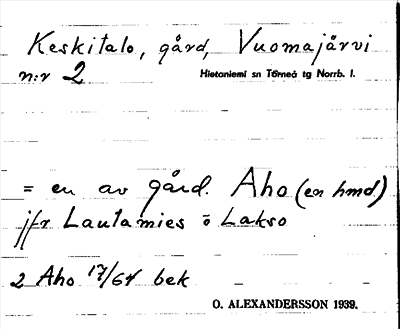 Keskitalo, gård, Vuomajärvi
n:r 2 Hietaniemi sn Torneå tg Norrb. l.
= en av gård. Aho (en hmd)
jfr Lautamies o Lakso
2 Aho 17/64 bek
O. ALEXANDERSSON 1939.